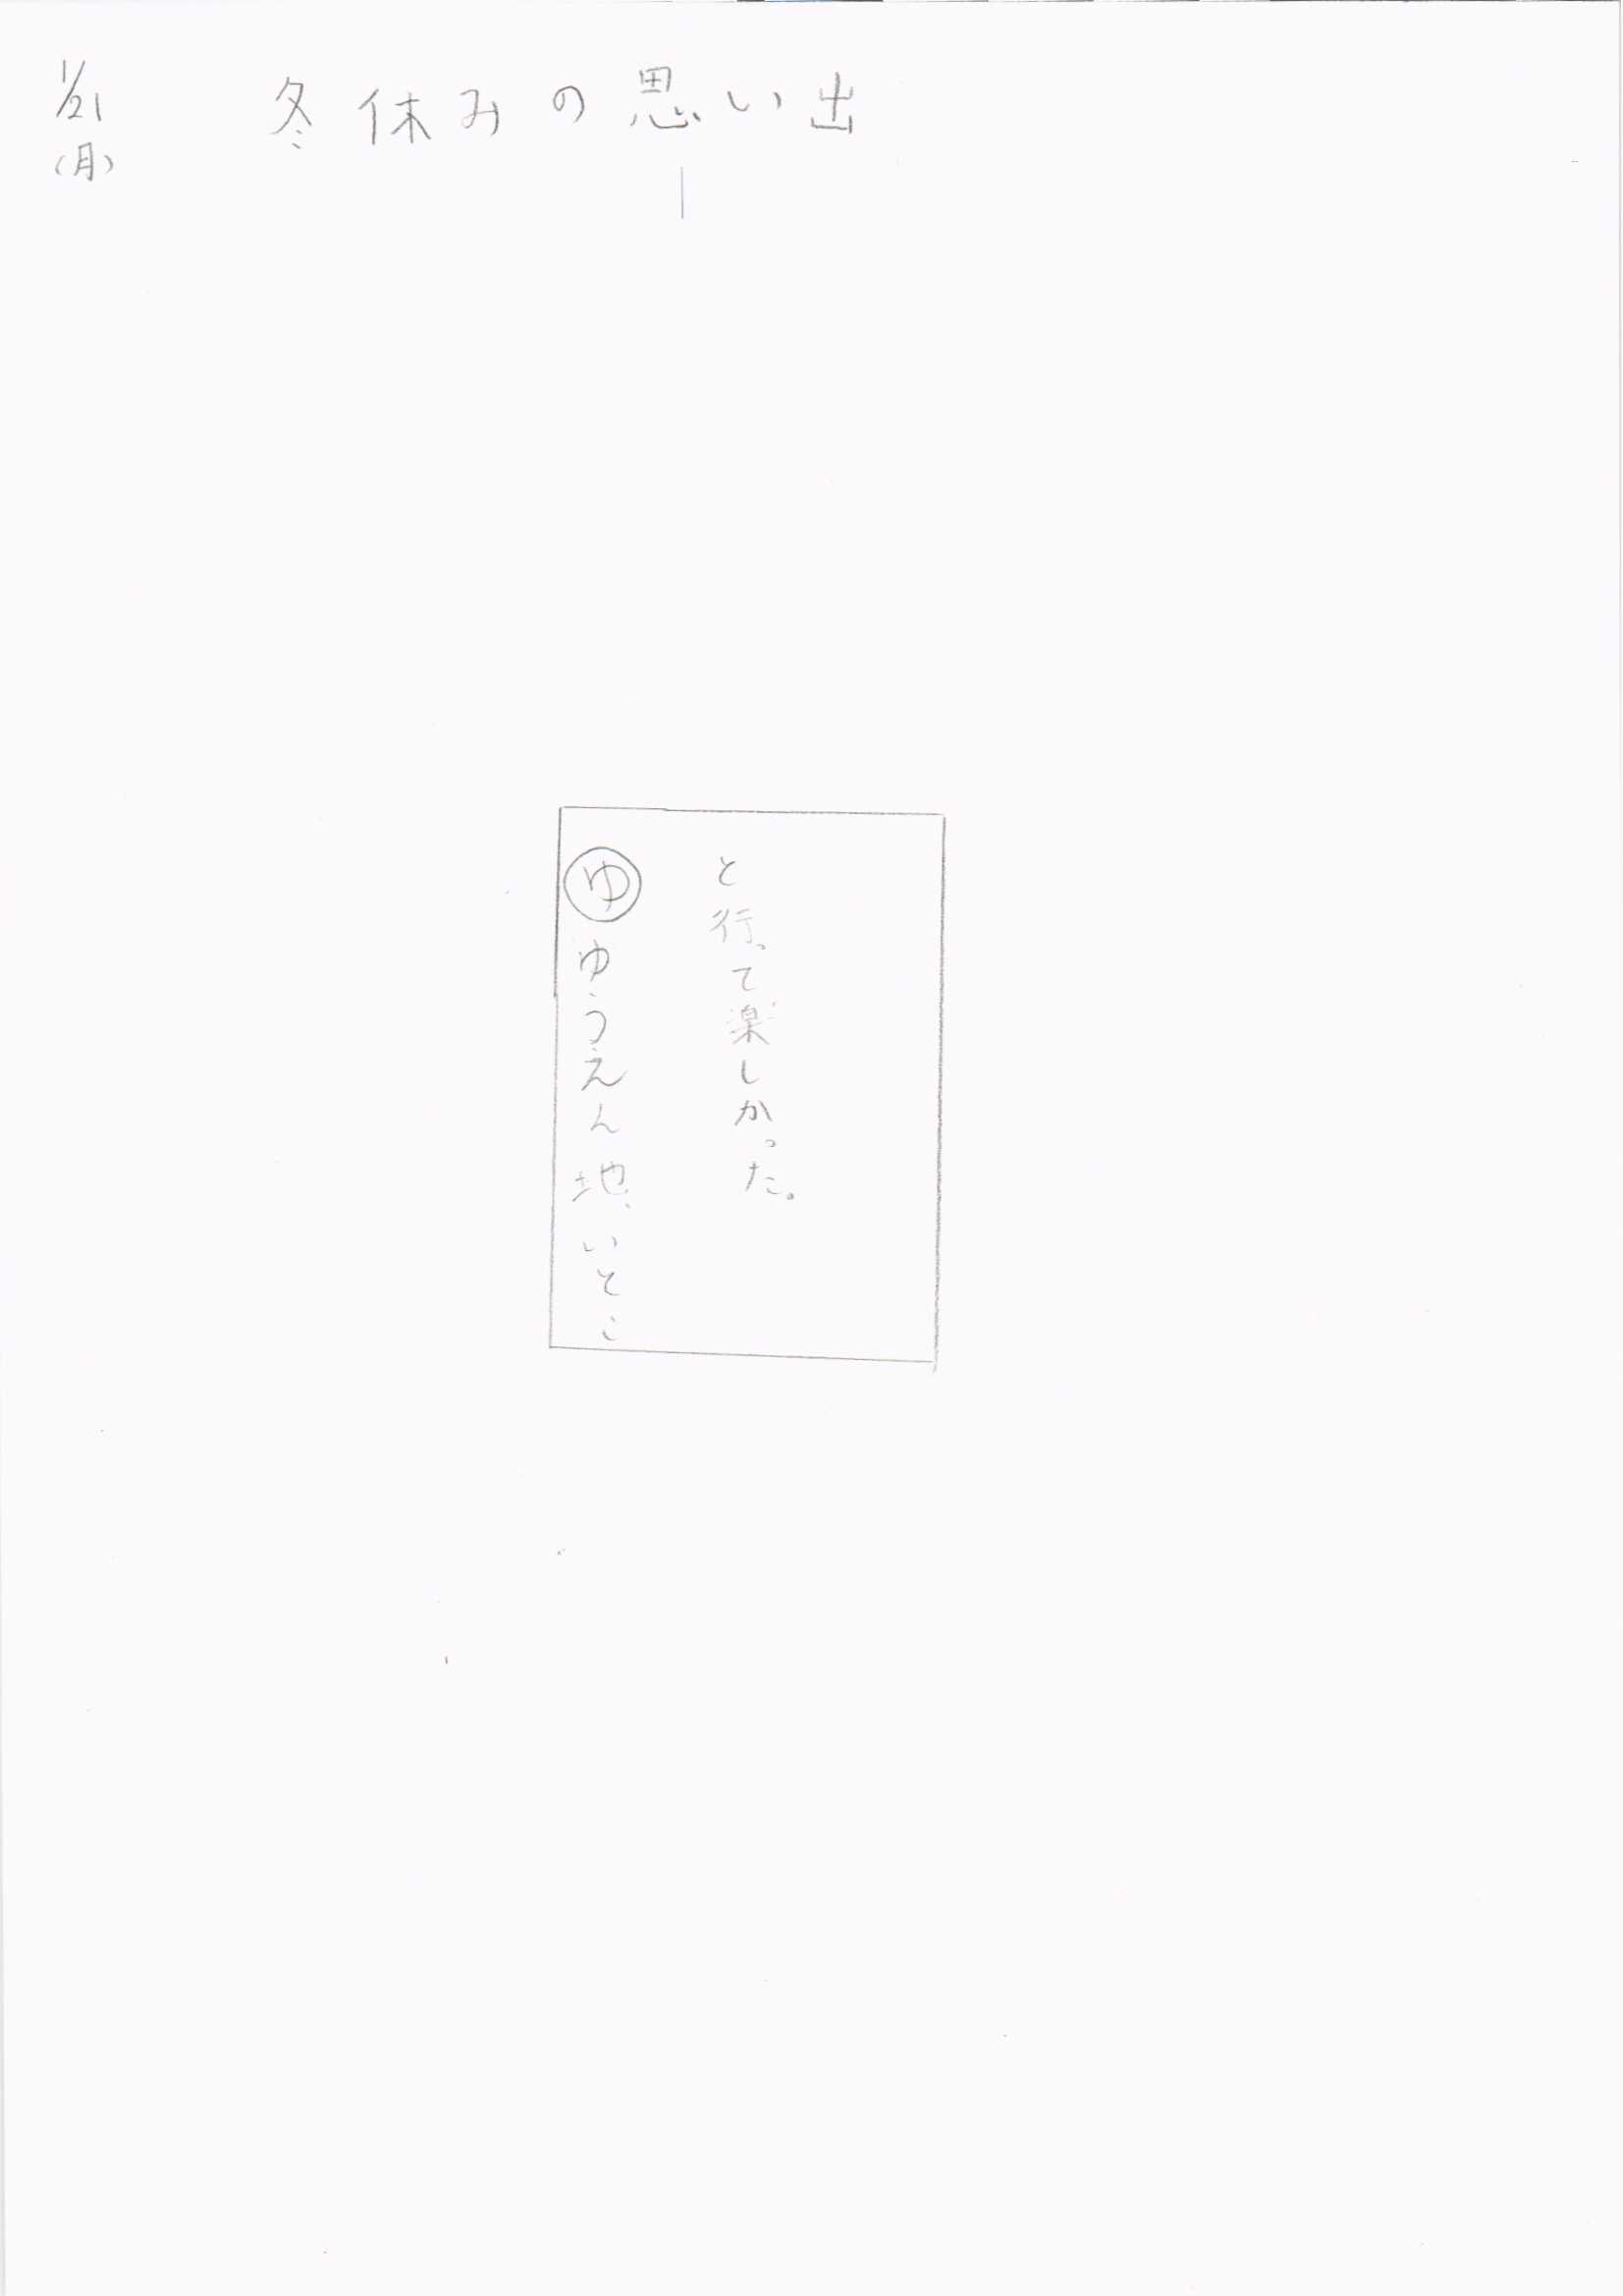 1/21
(月)
冬休みの思い出
ゆ ゆうえん地、いとこ
と行って楽しかった。